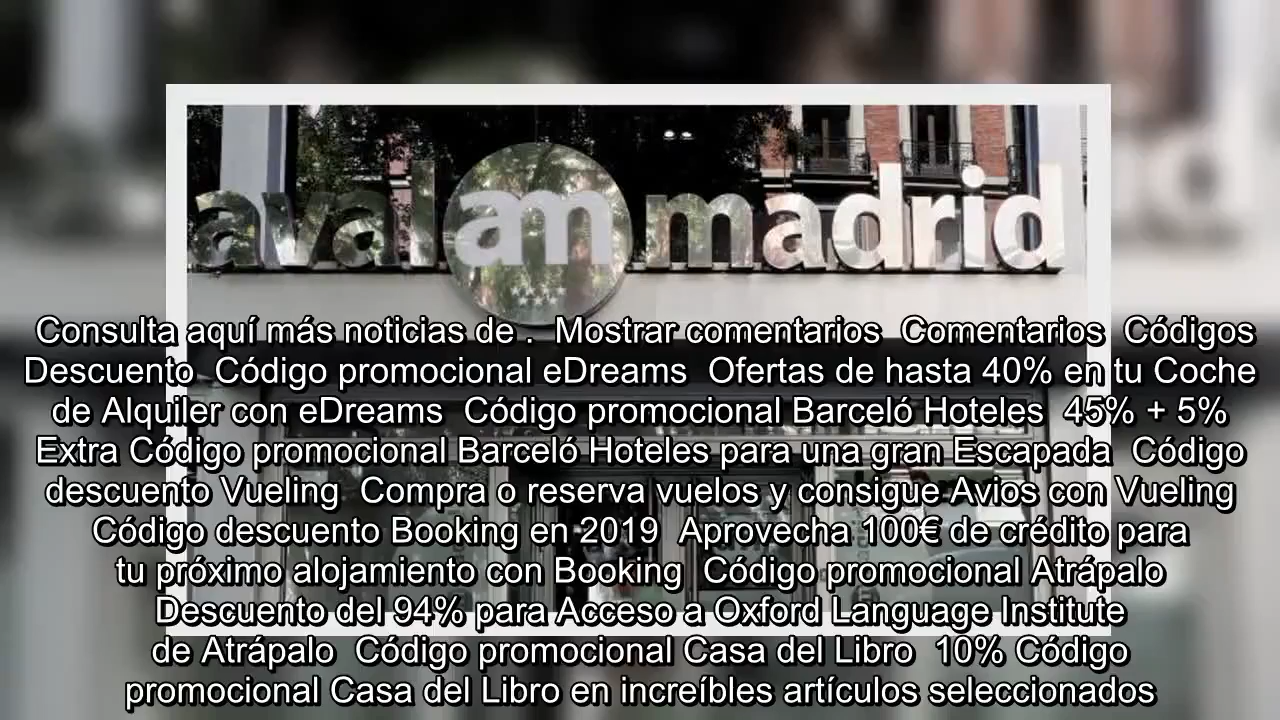 avalam madrid
Consulta aquí más noticias de . Mostrar comentarios Comentarios Códigos
Descuento Código promocional eDreams Ofertas de hasta 40% en tu Coche
de Alquiler con eDreams Código promocional Barceló Hoteles 45% + 5%
Extra Código promocional Barceló Hoteles para una gran Escapada Código
descuento Vueling Compra o reserva vuelos y consigue Avios con Vueling
Código descuento Booking en 2019 Aprovecha 100€ de crédito para
tu próximo alojamiento con Booking Código promocional Atrápalo
Descuento del 94% para Acceso a Oxford Language Institute
de Atrápalo Código promocional Casa del Libro 10% Código
promocional Casa del Libro en increíbles artículos seleccionados